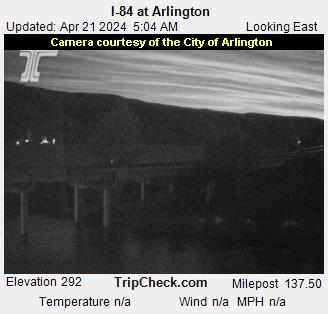 I-84 at Arlington
Updated: Apr 21 2024 5:04 AM Looking East
Camera courtesy of the City of Arlington
Elevation 292 TripCheck.com Milepost 137.50
Temperature n/a Wind n/a MPH n/a